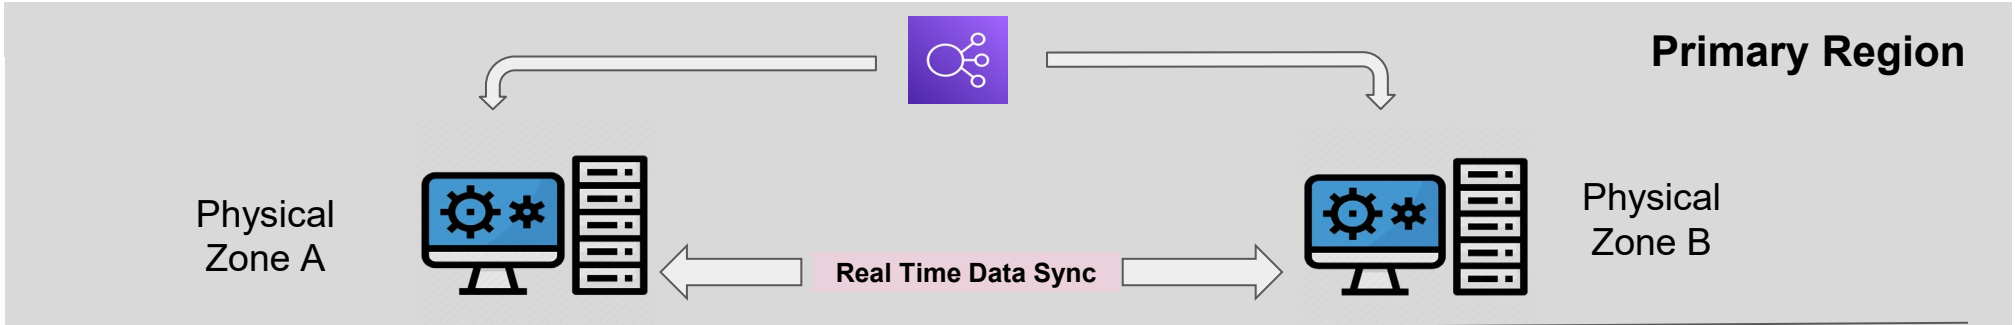 Primary Region
Physical
Zone A
Physical
Zone B
Real Time Data Sync